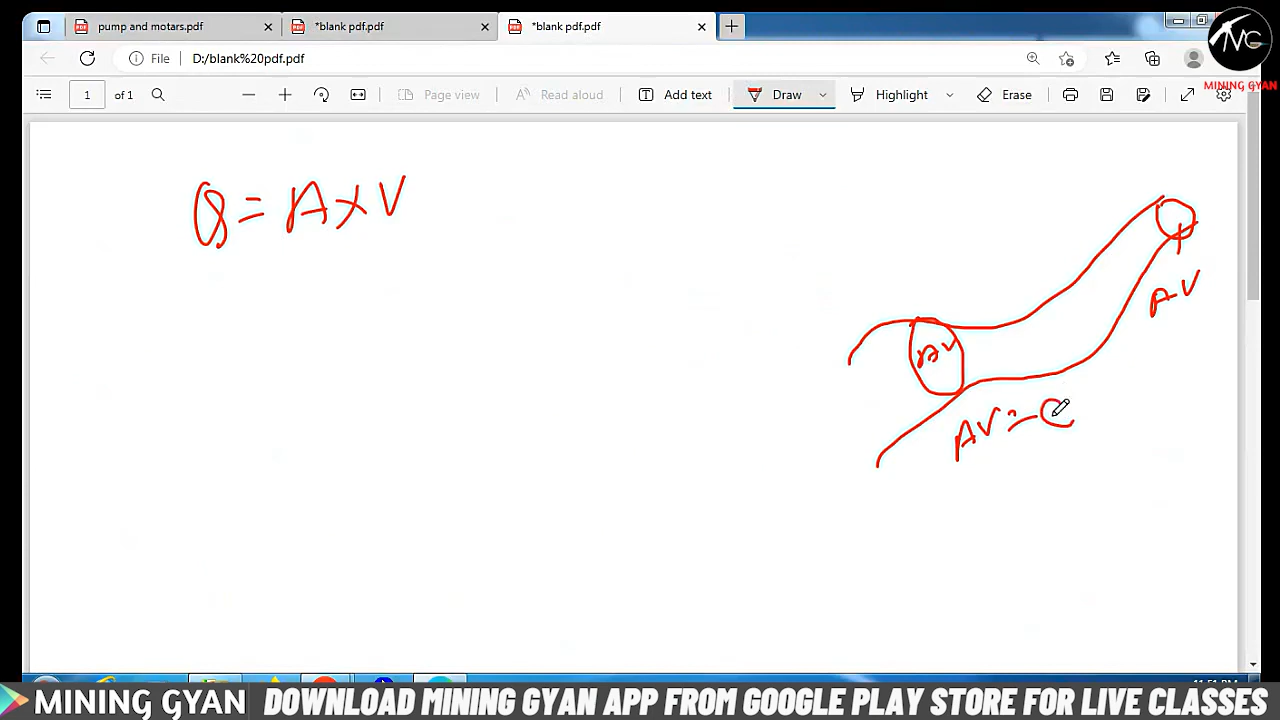 pump and motars.pdf
*blank pdf.pdf
*blank pdf.pdf
File D:/blank%20pdf.pdf
1 of 1 Page view Add text Draw Highlight Erase
MINING GYAN
Q = A x V
A V
A V
AV = C
MINING GYAN DOWNLOAD MINING GYAN APP FROM GOOGLE PLAY STORE FOR LIVE CLASSES